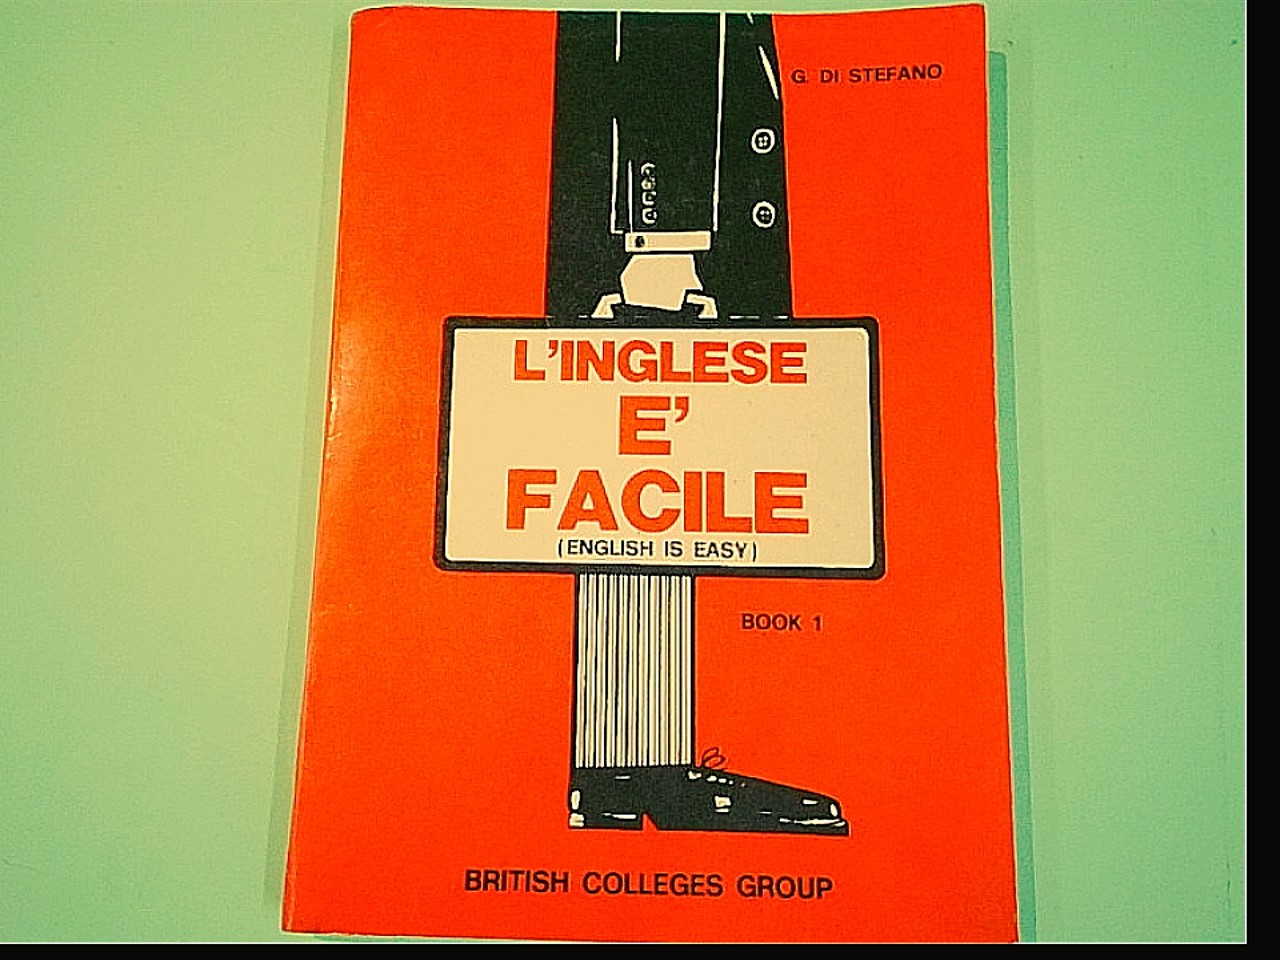 G. DI STEFANO
L'INGLESE
E'
FACILE
(ENGLISH IS EASY)
BOOK 1
BRITISH COLLEGES GROUP